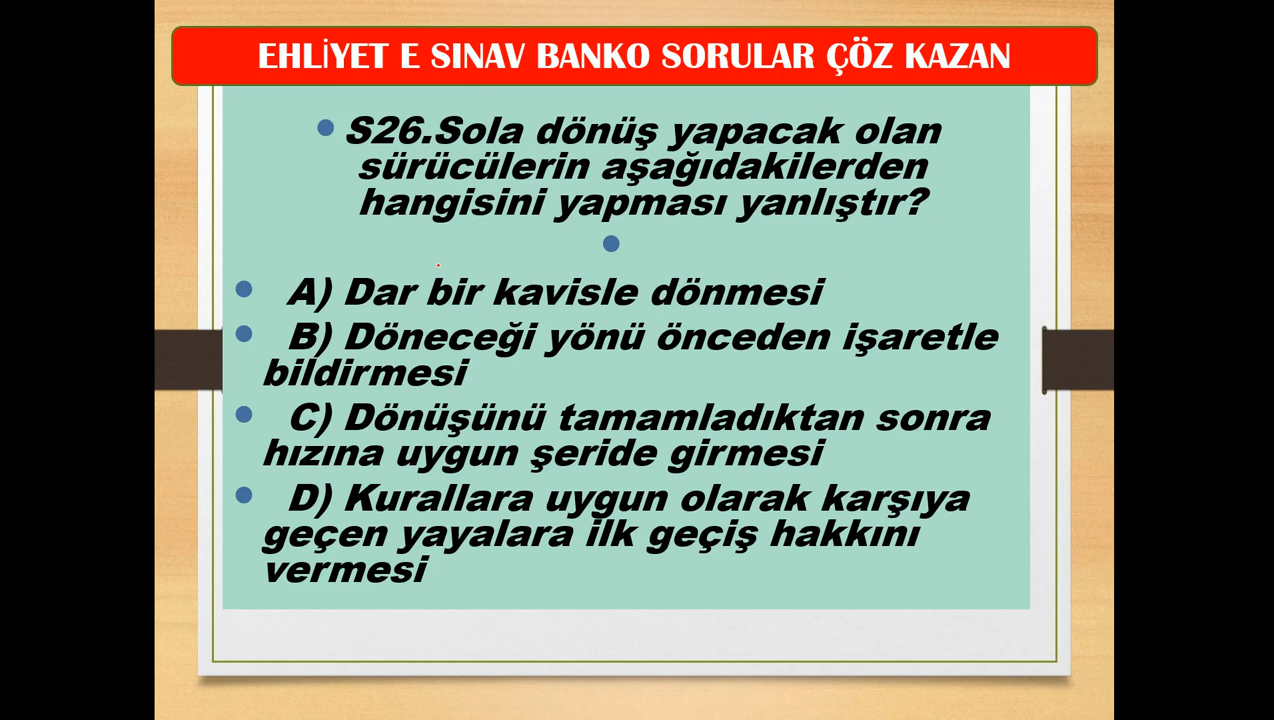 EHLİYET E SINAV BANKO SORULAR ÇÖZ KAZAN
S26.Sola dönüş yapacak olan
sürücülerin aşağıdakilerden
hangisini yapması yanlıştır?
A) Dar bir kavisle dönmesi
B) Döneceği yönü önceden işaretle
bildirmesi
C) Dönüşünü tamamladıktan sonra
hızına uygun şeride girmesi
D) Kurallara uygun olarak karşıya
geçen yayalara ilk geçiş hakkını
vermesi